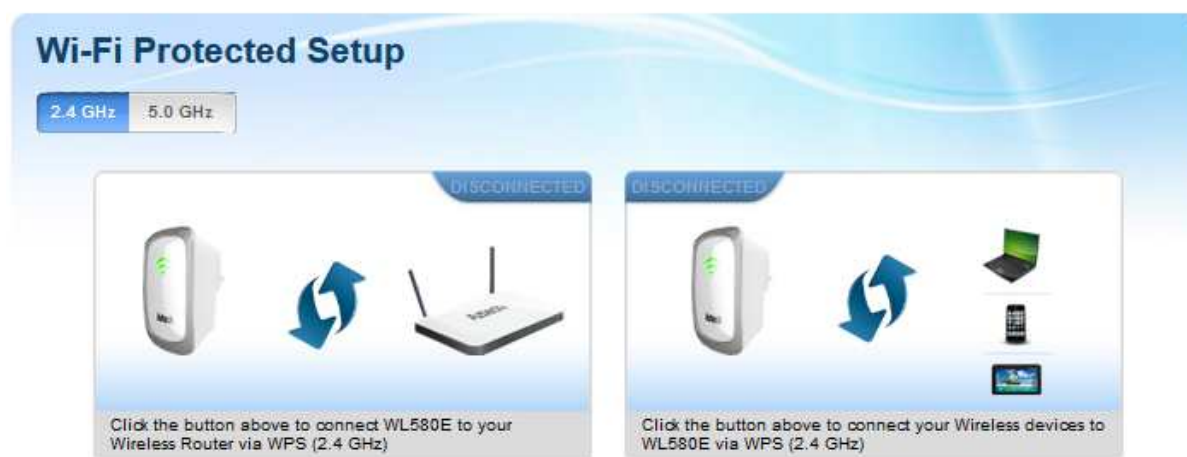 Wi-Fi Protected Setup
2.4 GHz 5.0 GHz
DISCONNECTED DISCONNECTED
Aztech
Click the button above to connect WL580E to your
Wireless Router via WPS (2.4 GHz)
Click the button above to connect your Wireless devices to
WL580E via WPS (2.4 GHz)